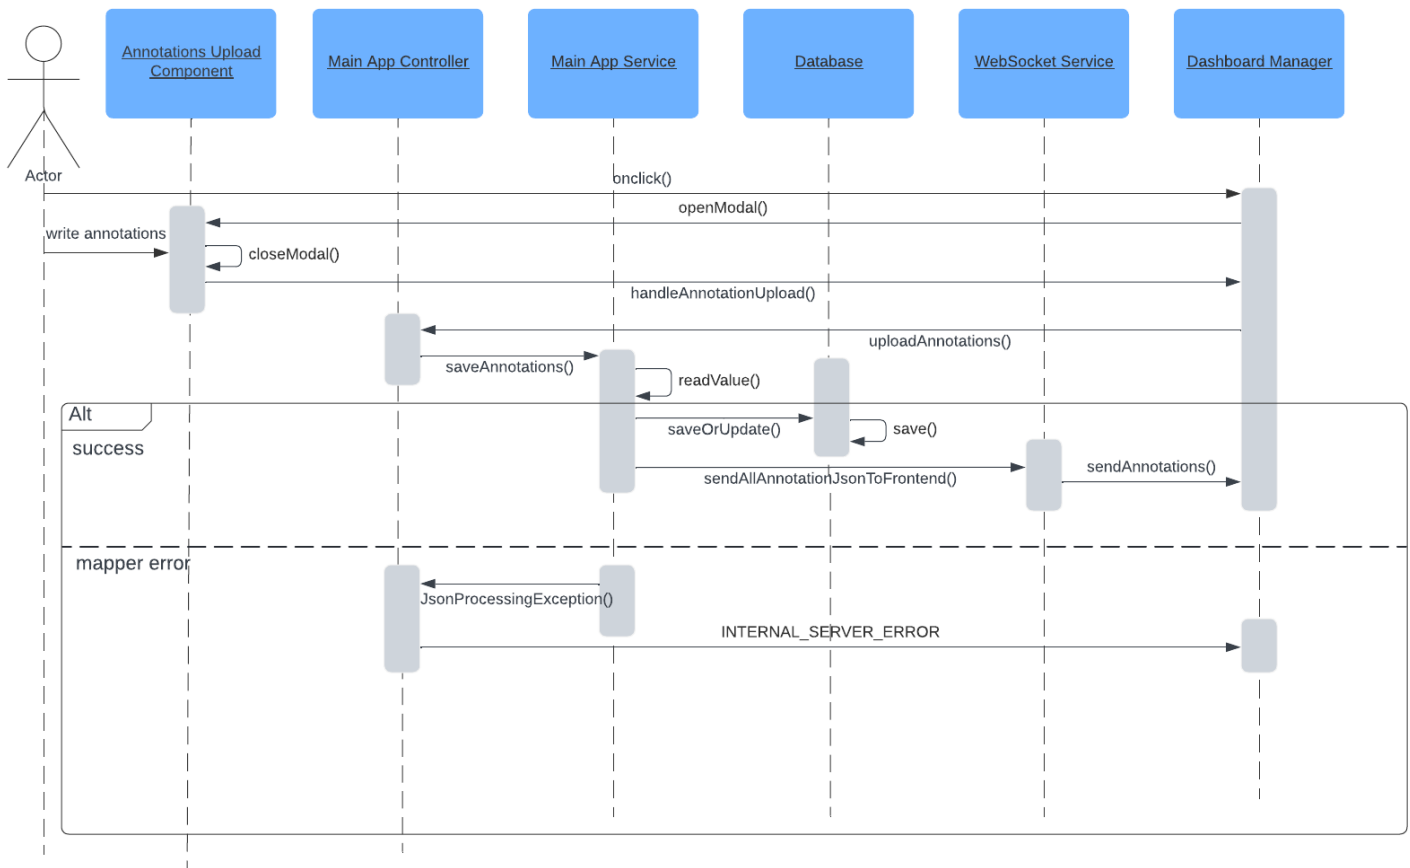 Annotations Upload
Component
Main App Controller
Main App Service
Database
WebSocket Service
Dashboard Manager
Actor
onclick()
openModal()
write annotations
closeModal()
handleAnnotationUpload()
uploadAnnotations()
saveAnnotations()
readValue()
Alt
saveOrUpdate()
save()
success
sendAnnotations()
sendAllAnnotationJsonToFrontend()
mapper error
JsonProcessingException()
INTERNAL_SERVER_ERROR